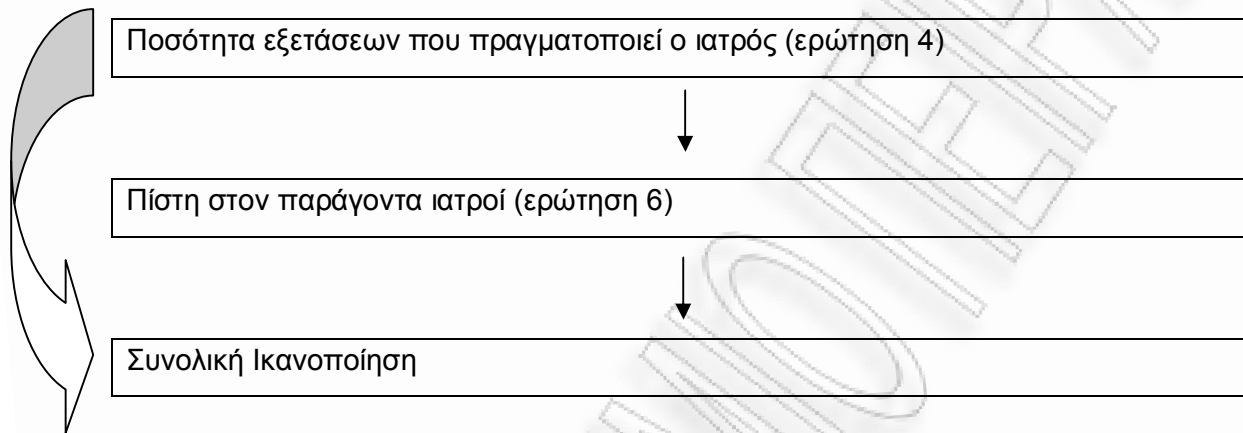 Ποσότητα εξετάσεων που πραγματοποιεί ο ιατρός (ερώτηση 4)
Πίστη στον παράγοντα ιατροί (ερώτηση 6)
Συνολική Ικανοποίηση